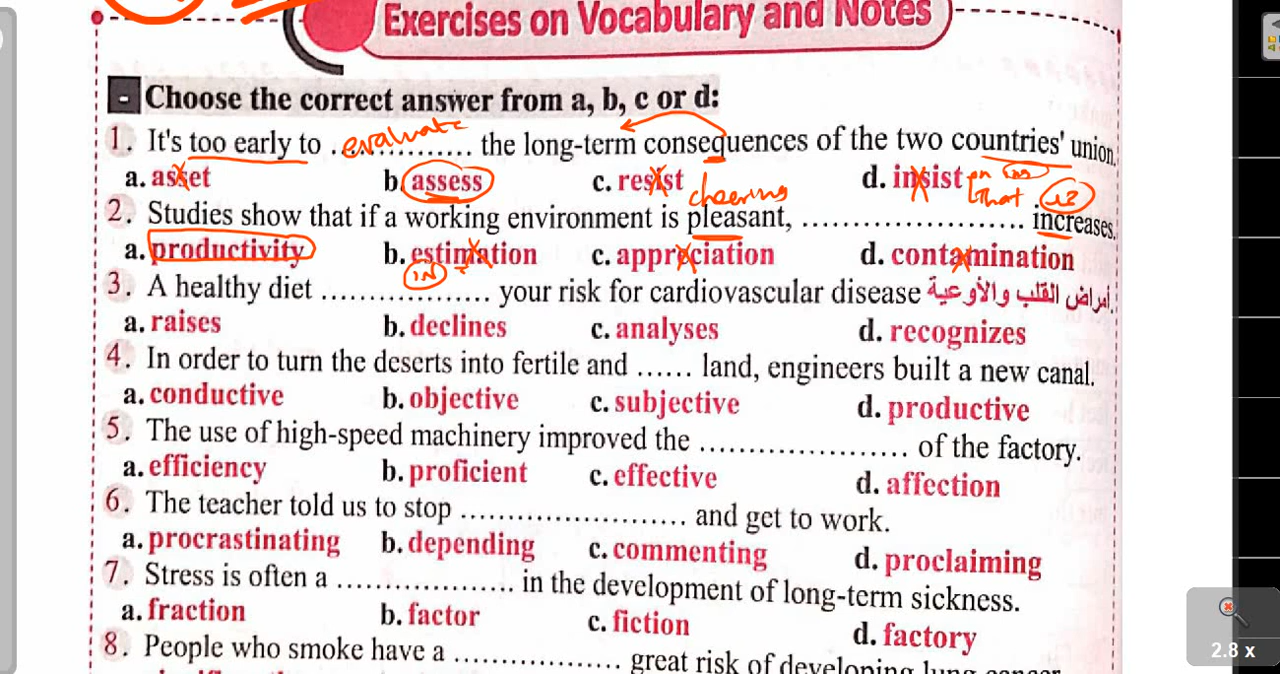 Exercises on Vocabulary and Notes
- Choose the correct answer from a, b, c or d:
1. It's too early to ..evaluate.. the long-term consequences of the two countries' union.
a. asset b. assess c. resist d. insist on that
cheering
2. Studies show that if a working environment is pleasant, ........................ increases.
a. productivity b. estimation c. appreciation d. contamination
3. A healthy diet .................. your risk for cardiovascular disease أمراض القلب والأوعية.
a. raises b. declines c. analyses d. recognizes
4. In order to turn the deserts into fertile and ...... land, engineers built a new canal.
a. conductive b. objective c. subjective d. productive
5. The use of high-speed machinery improved the ...................... of the factory.
a. efficiency b. proficient c. effective d. affection
6. The teacher told us to stop ........................ and get to work.
a. procrastinating b. depending c. commenting d. proclaiming
7. Stress is often a ................... in the development of long-term sickness.
a. fraction b. factor c. fiction d. factory
8. People who smoke have a .................. great risk of developing lung cancer
2.8 x